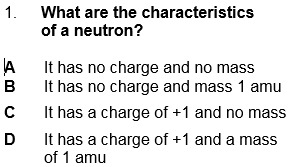 1. What are the characteristics
of a neutron?
A It has no charge and no mass
B It has no charge and mass 1 amu
C It has a charge of +1 and no mass
D It has a charge of +1 and a mass
of 1 amu